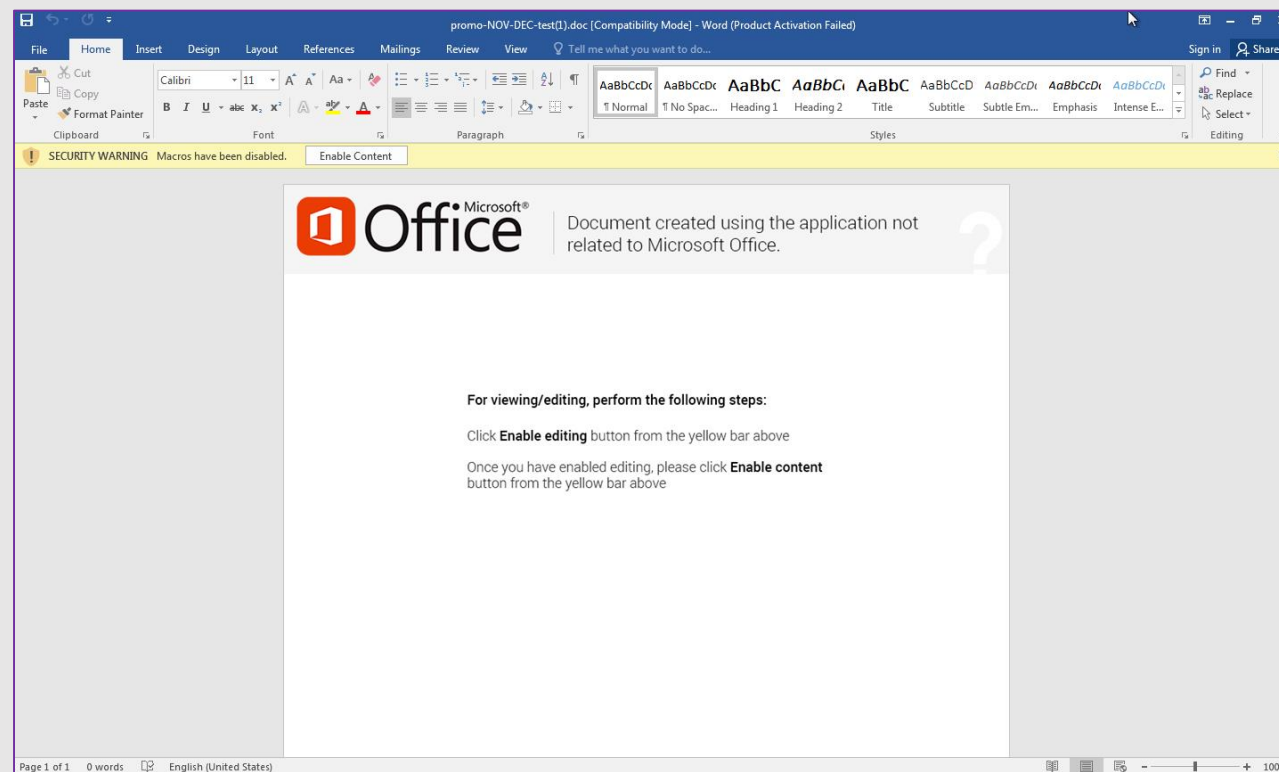 promo-NOV-DEC-test(1).doc [Compatibility Mode] - Word (Product Activation Failed)
File Home Insert Design Layout References Mailings Review View Tell me what you want to do... Sign in Share
Paste
Cut
Copy
Format Painter
Clipboard
Calibri 11 A A Aa
B I U abc X₂ X² A aby A
Font
Paragraph
AaBbCcDc AaBbCcDc AaBbC AaBbCc AaBbC AaBbCcD AaBbCcDc AaBbCcDc AaBbCcDc
¶ Normal ¶ No Spac... Heading 1 Heading 2 Title Subtitle Subtle Em... Emphasis Intense E...
Styles
Find
Replace
Select
Editing
SECURITY WARNING Macros have been disabled. Enable Content
Microsoft®
Office
Document created using the application not
related to Microsoft Office.
?
For viewing/editing, perform the following steps:
Click Enable editing button from the yellow bar above
Once you have enabled editing, please click Enable content
button from the yellow bar above
Page 1 of 1 0 words English (United States) 100